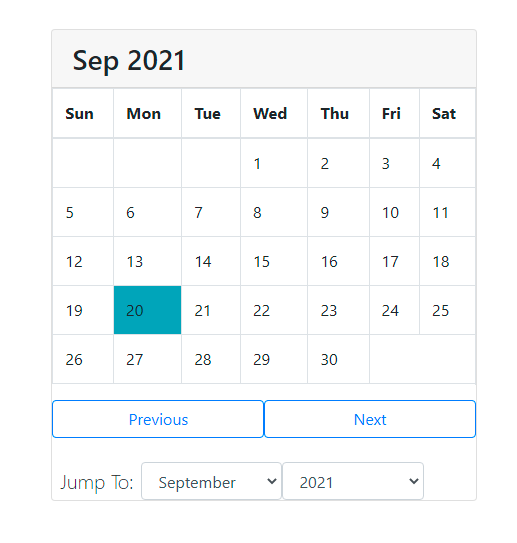 Sep 2021
Sun Mon Tue Wed Thu Fri Sat
1 2 3 4
5 6 7 8 9 10 11
12 13 14 15 16 17 18
19 20 21 22 23 24 25
26 27 28 29 30
Previous Next
Jump To: September 2021